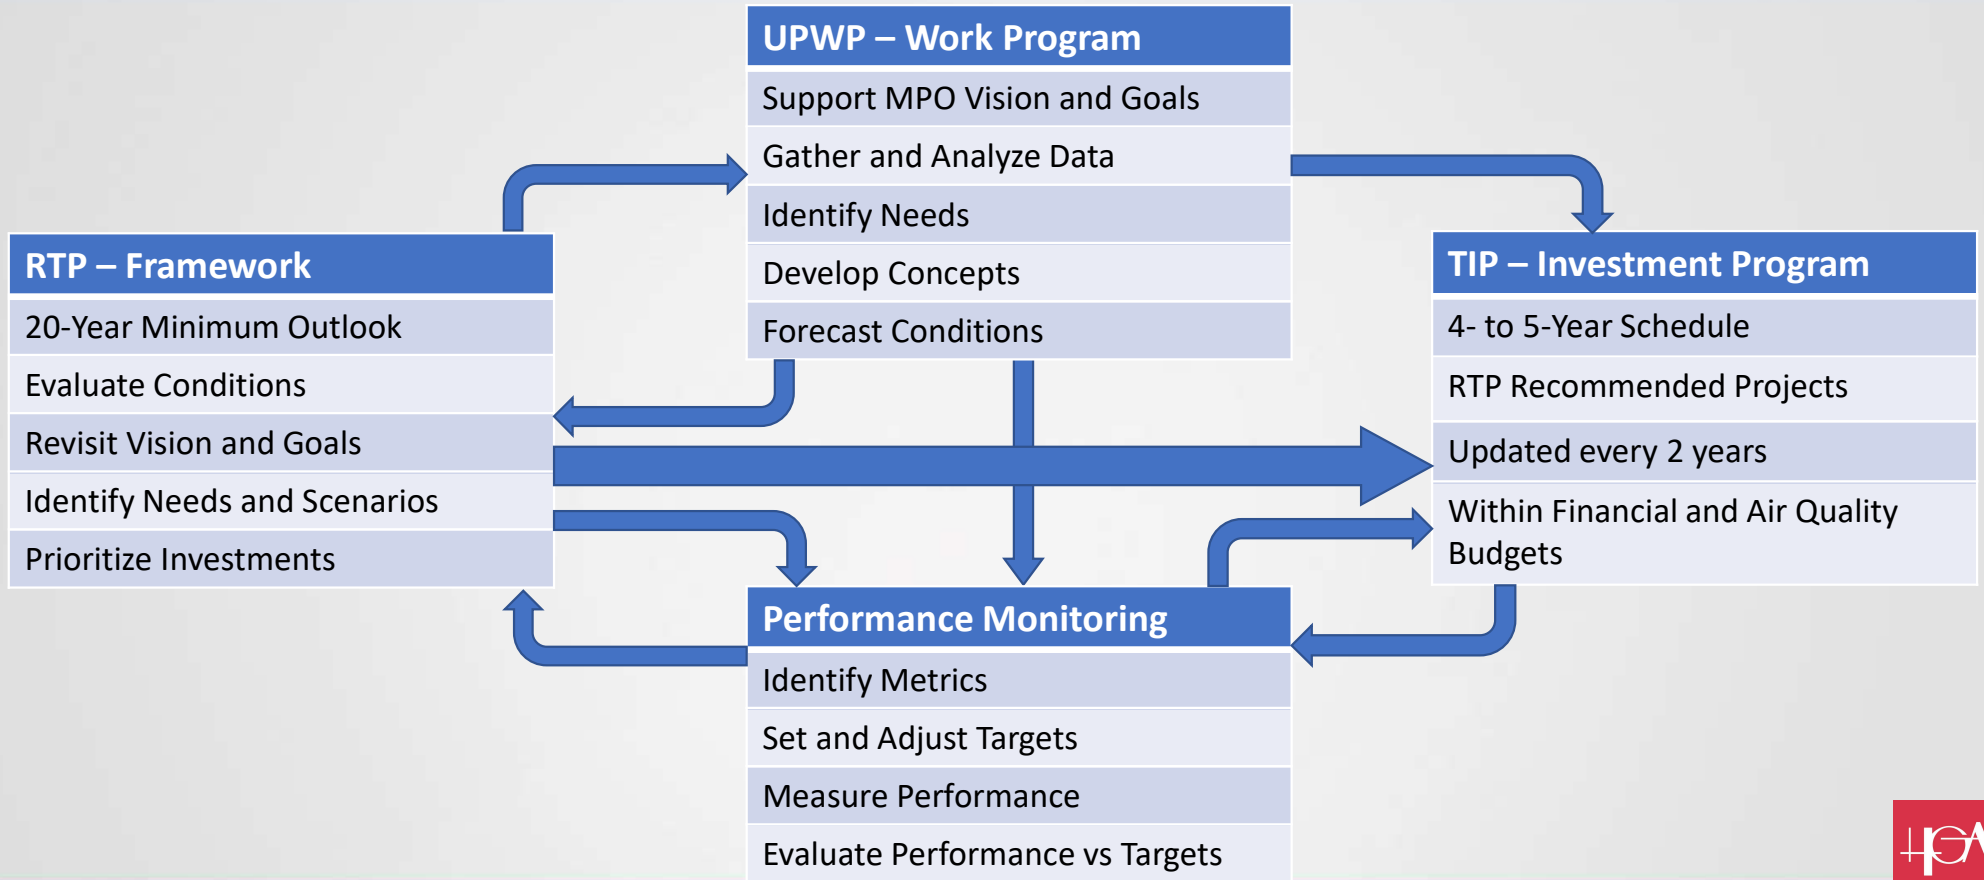 UPWP – Work Program
Support MPO Vision and Goals
Gather and Analyze Data
Identify Needs
Develop Concepts
Forecast Conditions
RTP – Framework
20-Year Minimum Outlook
Evaluate Conditions
Revisit Vision and Goals
Identify Needs and Scenarios
Prioritize Investments
TIP – Investment Program
4- to 5-Year Schedule
RTP Recommended Projects
Updated every 2 years
Within Financial and Air Quality
Budgets
Performance Monitoring
Identify Metrics
Set and Adjust Targets
Measure Performance
Evaluate Performance vs Targets